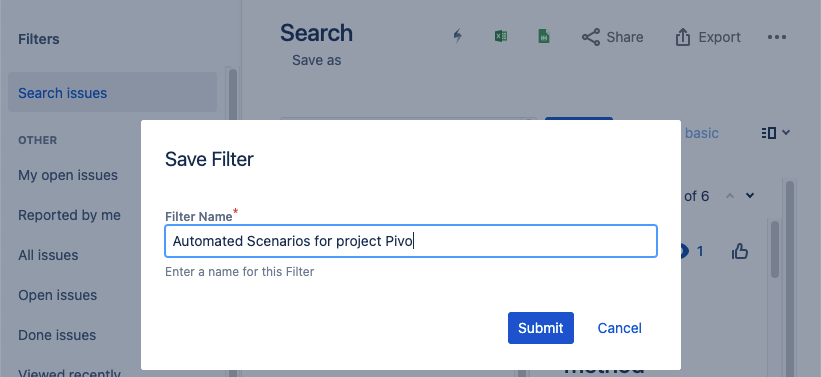 Filters
Search issues
OTHER
My open issues
Reported by me
All issues
Open issues
Done issues
Viewed recently
Search
Save as
Share
Export
basic
of 6
1
Save Filter
Filter Name*
Automated Scenarios for project Pivo
Enter a name for this Filter
Submit
Cancel
method